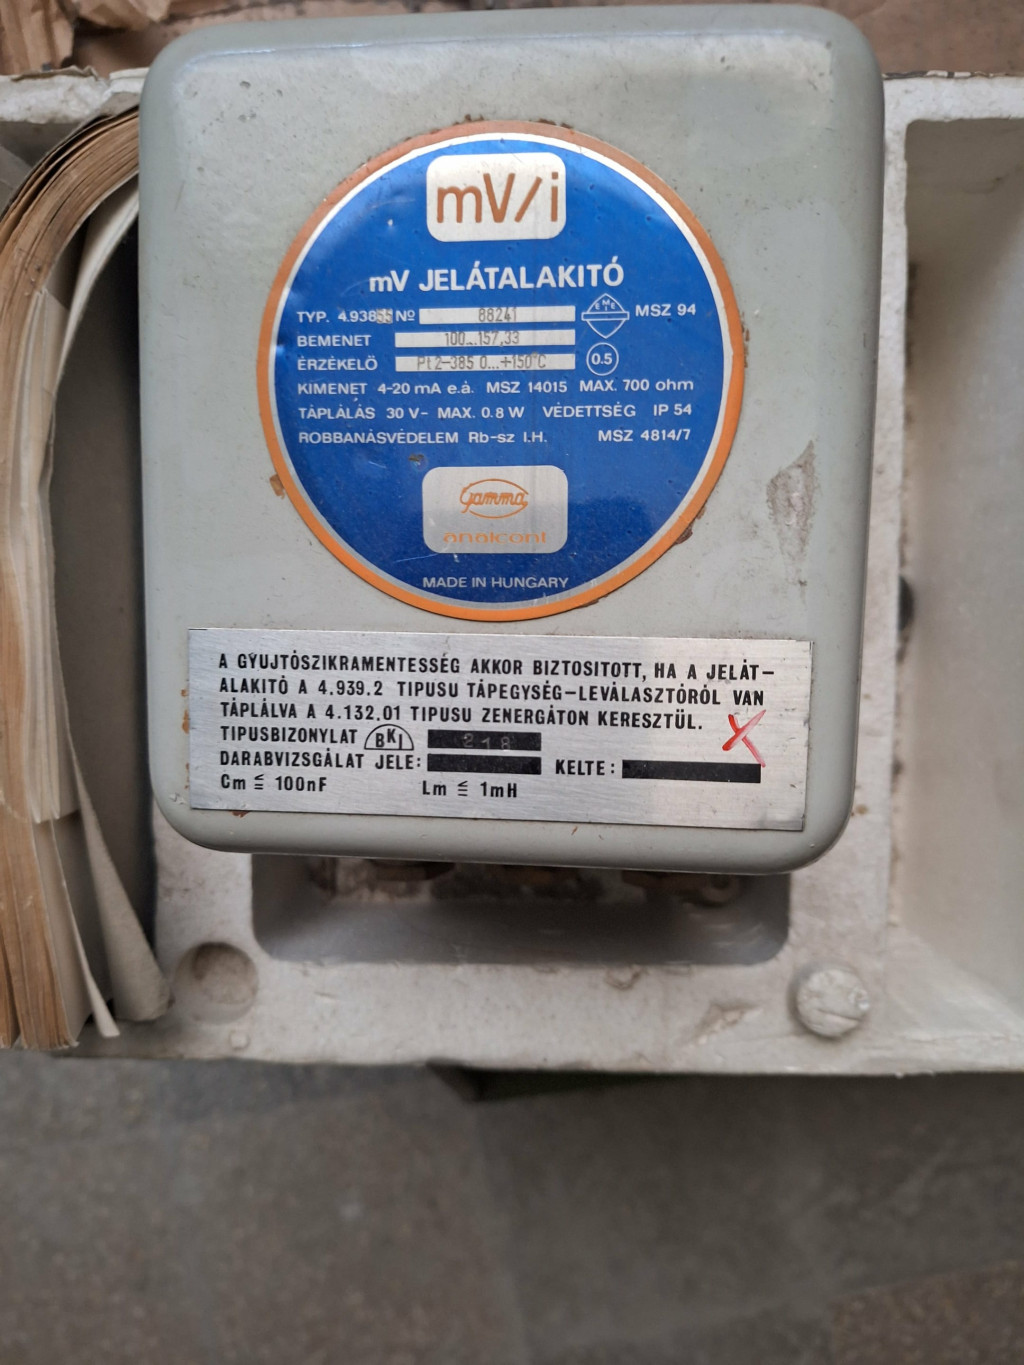 mV/i
mV JELÁTALAKITÓ
TYP. 4.93855 Nº 88241 MSZ 94
BEMENET 100...157,33
ÉRZÉKELŐ Pt2-385 0...+150°C 0.5
KIMENET 4-20 mA e.á. MSZ 14015 MAX. 700 ohm
TÁPLÁLÁS 30 V- MAX. 0.8 W VÉDETTSÉG IP 54
ROBBANÁSVÉDELEM Rb-sz I.H. MSZ 4814/7
Gamma
analcont
MADE IN HUNGARY
A GYUJTÓSZIKRAMENTESSÉG AKKOR BIZTOSITOTT, HA A JELÁT-
ALAKITÓ A 4.939.2 TIPUSU TÁPEGYSÉG-LEVÁLASZTÓRÓL VAN
TÁPLÁLVA A 4.132.01 TIPUSU ZENERGÁTON KERESZTÜL.
TIPUSBIZONYLAT BKI 218
DARABVIZSGÁLAT JELE: KELTE:
Cm ≦ 100nF Lm ≦ 1mH